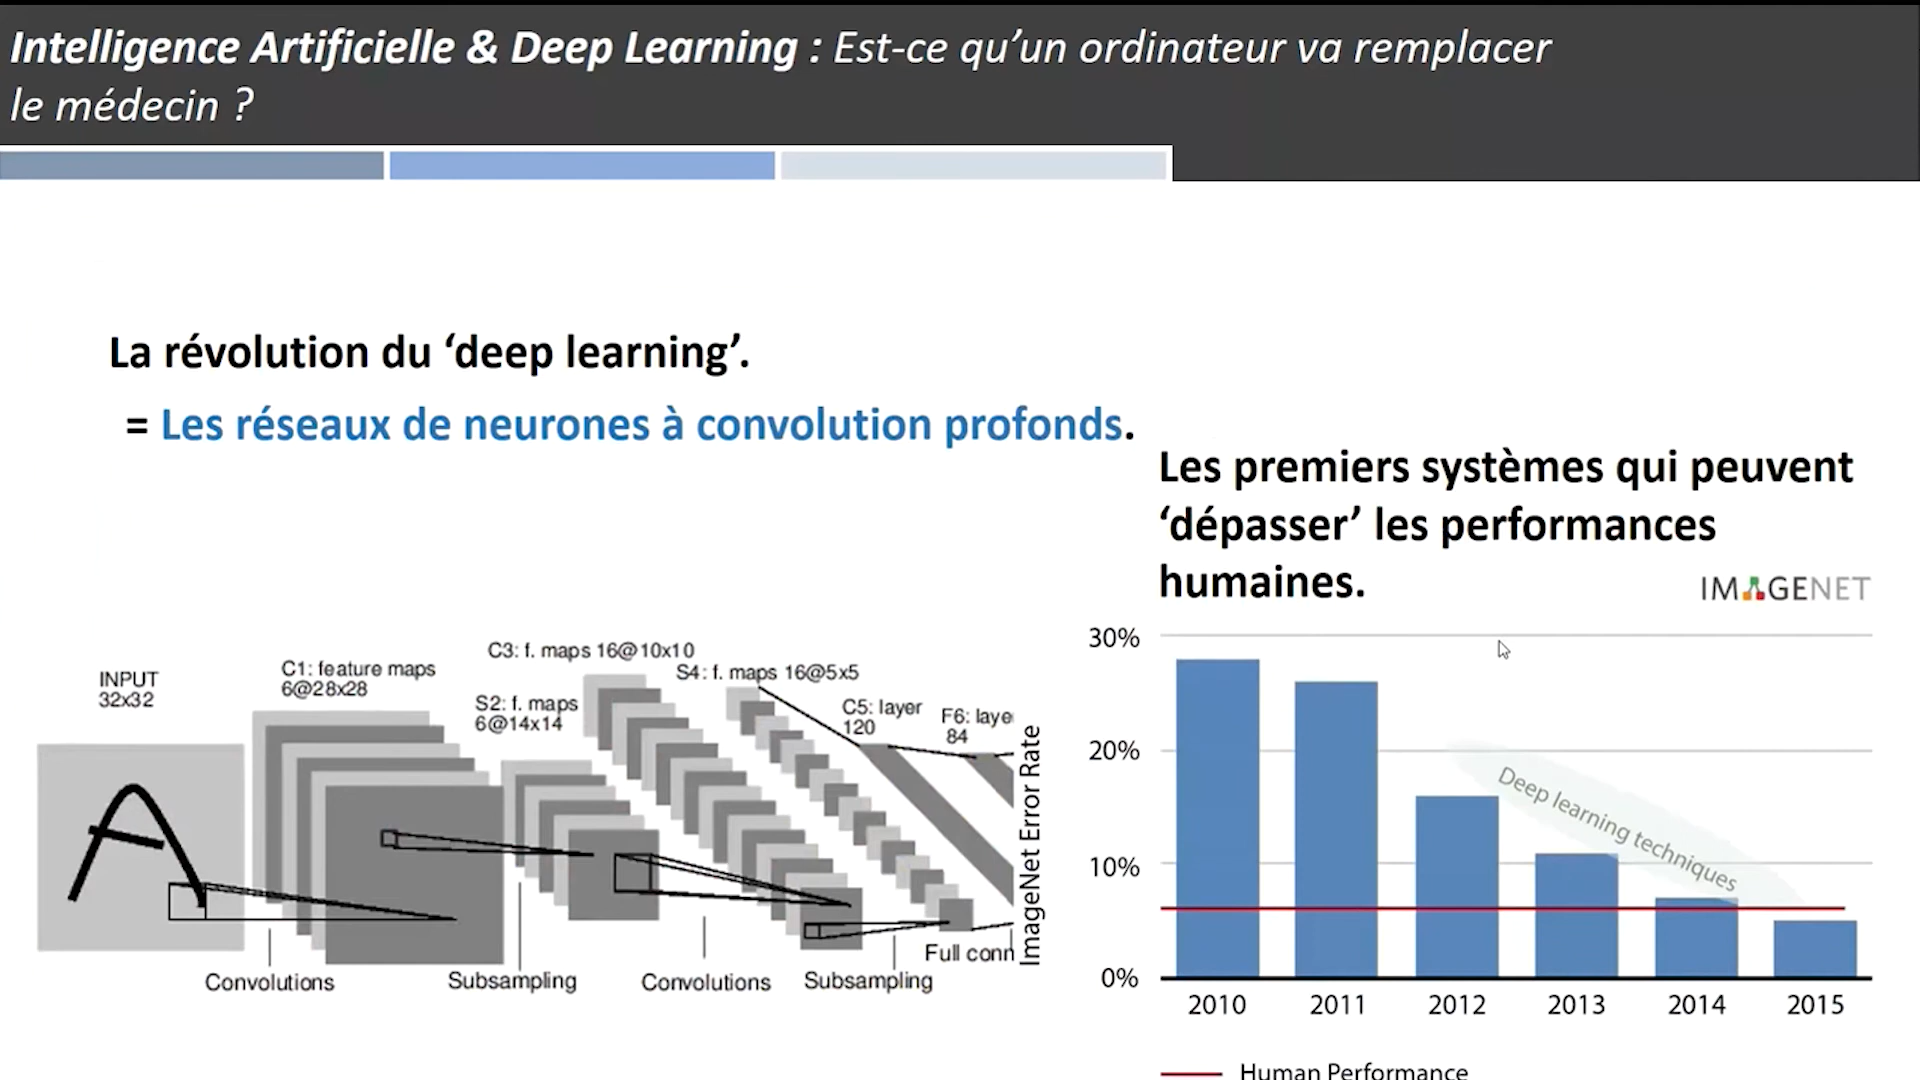 Intelligence Artificielle & Deep Learning : Est-ce qu’un ordinateur va remplacer
le médecin ?
La révolution du ‘deep learning’.
= Les réseaux de neurones à convolution profonds.
Les premiers systèmes qui peuvent
‘dépasser’ les performances
humaines.
IMAGENET
INPUT
32x32
C1: feature maps
6@28x28
S2: f. maps
6@14x14
C3: f. maps 16@10x10
S4: f. maps 16@5x5
C5: layer
120
F6: laye
84
Convolutions
Subsampling
Convolutions
Subsampling
Full conn
ImageNet Error Rate
30%
20%
10%
0%
Deep learning techniques
2010
2011
2012
2013
2014
2015
Human Performance